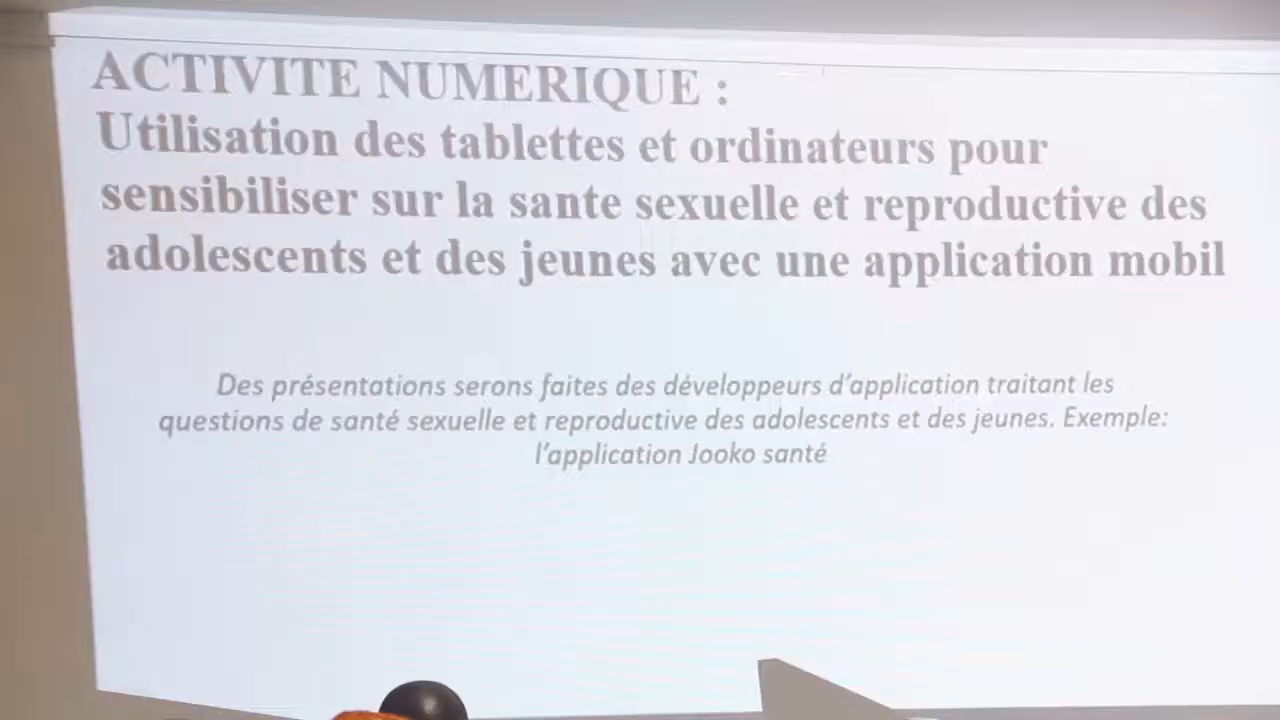 ACTIVITE NUMERIQUE :
Utilisation des tablettes et ordinateurs pour
sensibiliser sur la sante sexuelle et reproductive des
adolescents et des jeunes avec une application mobil
Des présentations serons faites des développeurs d’application traitant les
questions de santé sexuelle et reproductive des adolescents et des jeunes. Exemple:
l’application Jooko santé